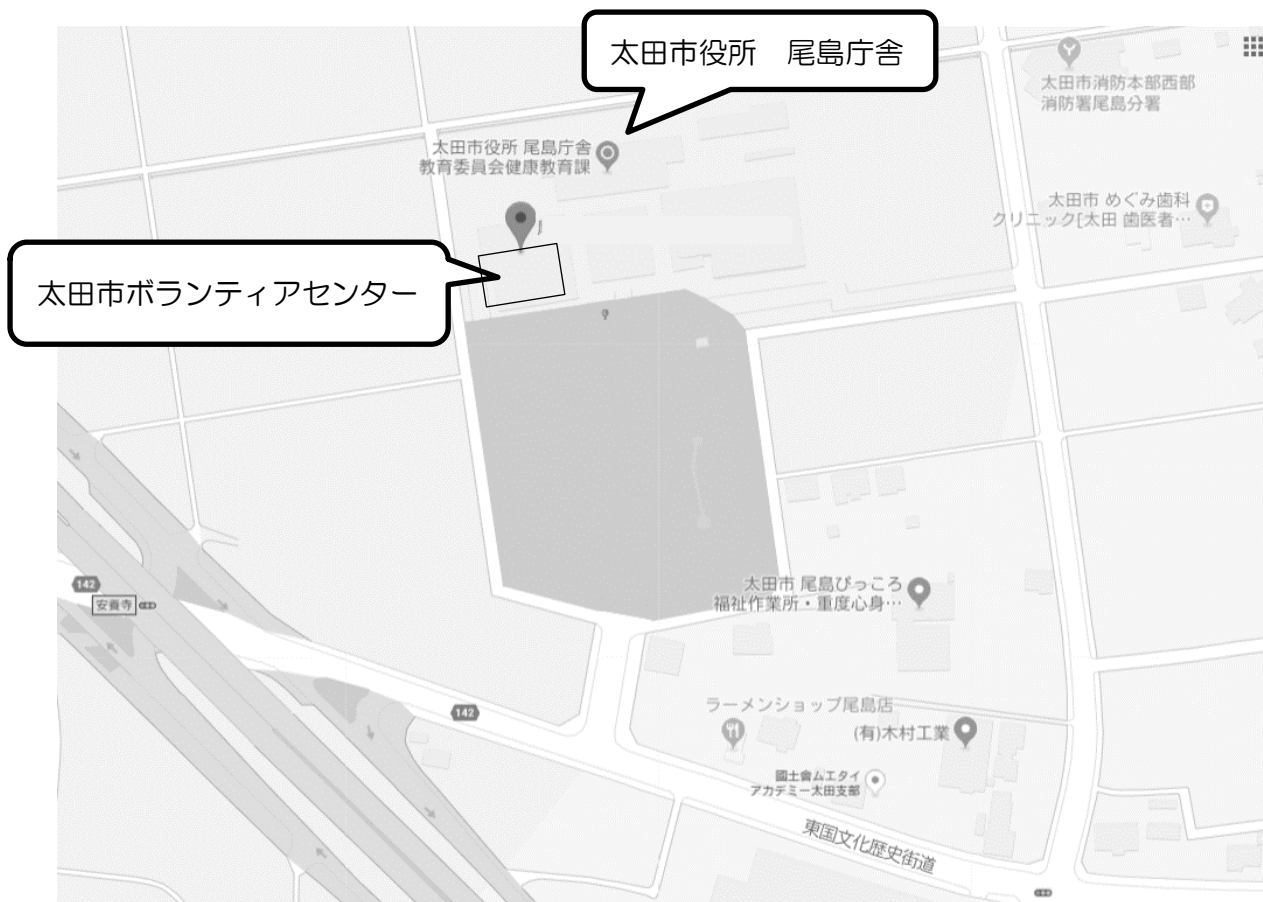 太田市役所　尾島庁舎
太田市消防本部西部
消防署尾島分署
太田市役所 尾島庁舎
教育委員会健康教育課
太田市 めぐみ歯科
クリニック[太田 歯医者…
太田市ボランティアセンター
142
安養寺
太田市 尾島ぴっころ
福祉作業所・重度心身…
142
ラーメンショップ尾島店
(有)木村工業
國士會ムエタイ
アカデミー太田支部
東国文化歴史街道